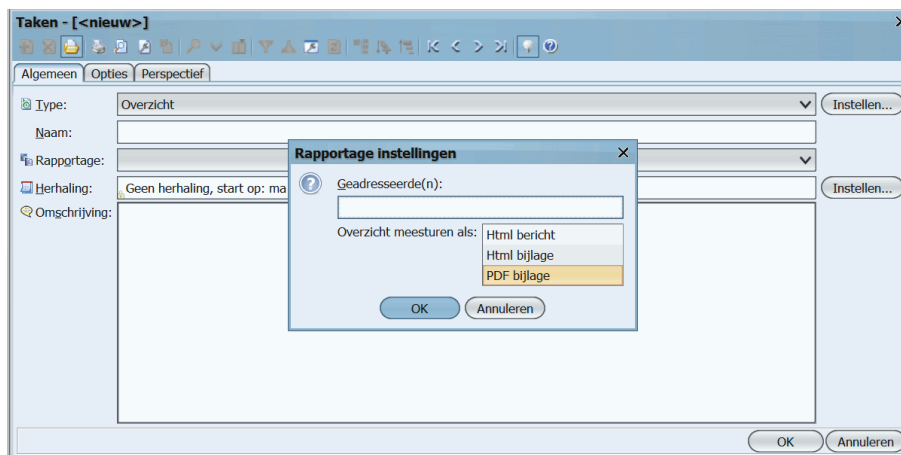 Taken - [<nieuw>]
Algemeen Opties Perspectief
Type: Overzicht Instellen...
Naam:
Rapportage:
Herhaling: Geen herhaling, start op: ma Instellen...
Omschrijving:
Rapportage instellingen
Geadresseerde(n):
Overzicht meesturen als: Html bericht
Html bijlage
PDF bijlage
OK Annuleren
OK Annuleren